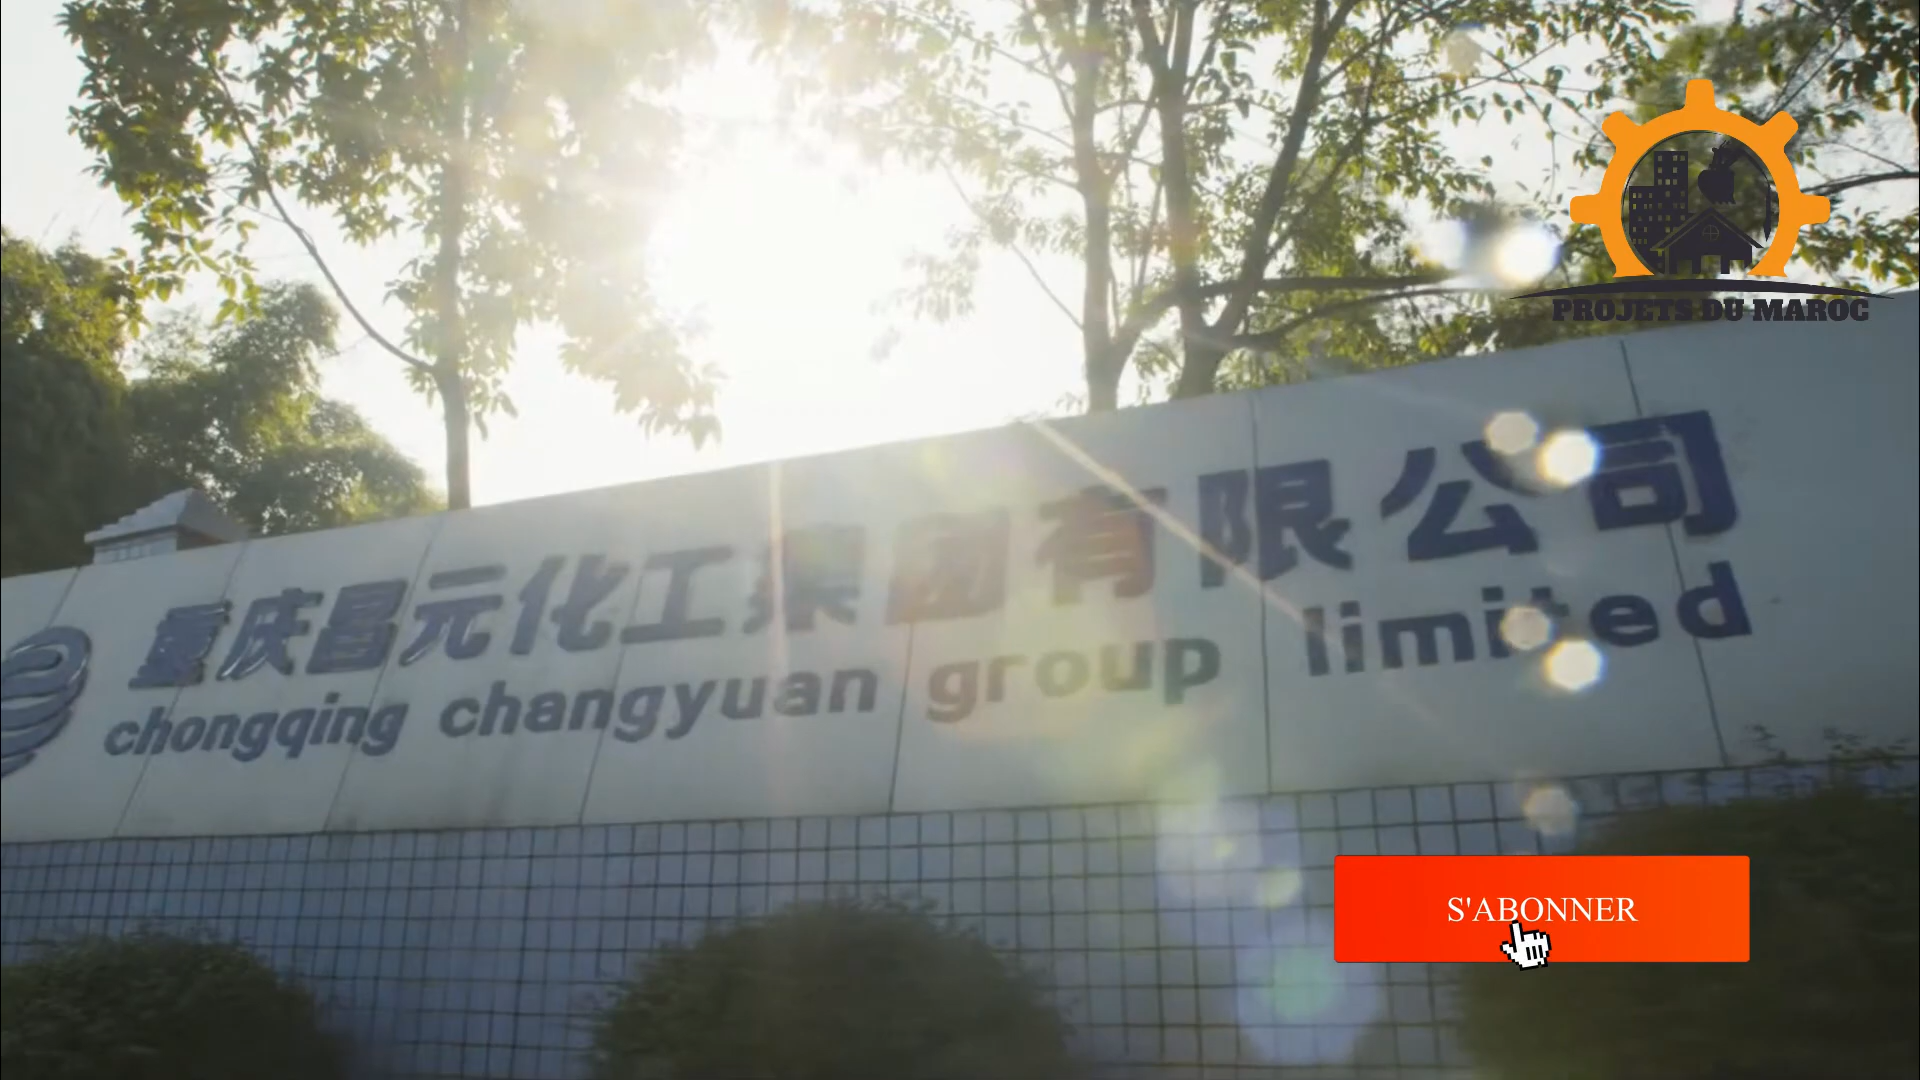 PROJETS DU MAROC
重庆昌元化工集团有限公司
chongqing changyuan group limited
S'ABONNER